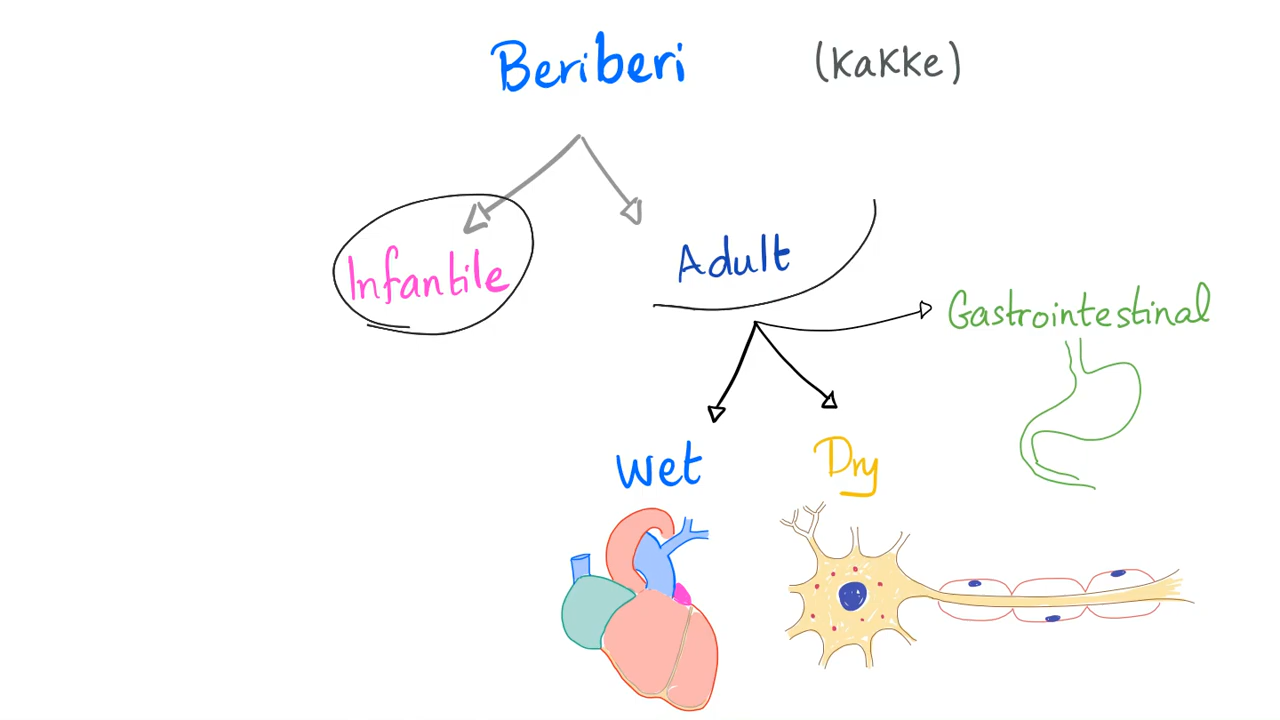 Beriberi (KaKKe)
Infantile
Adult
Gastrointestinal
Wet
Dry